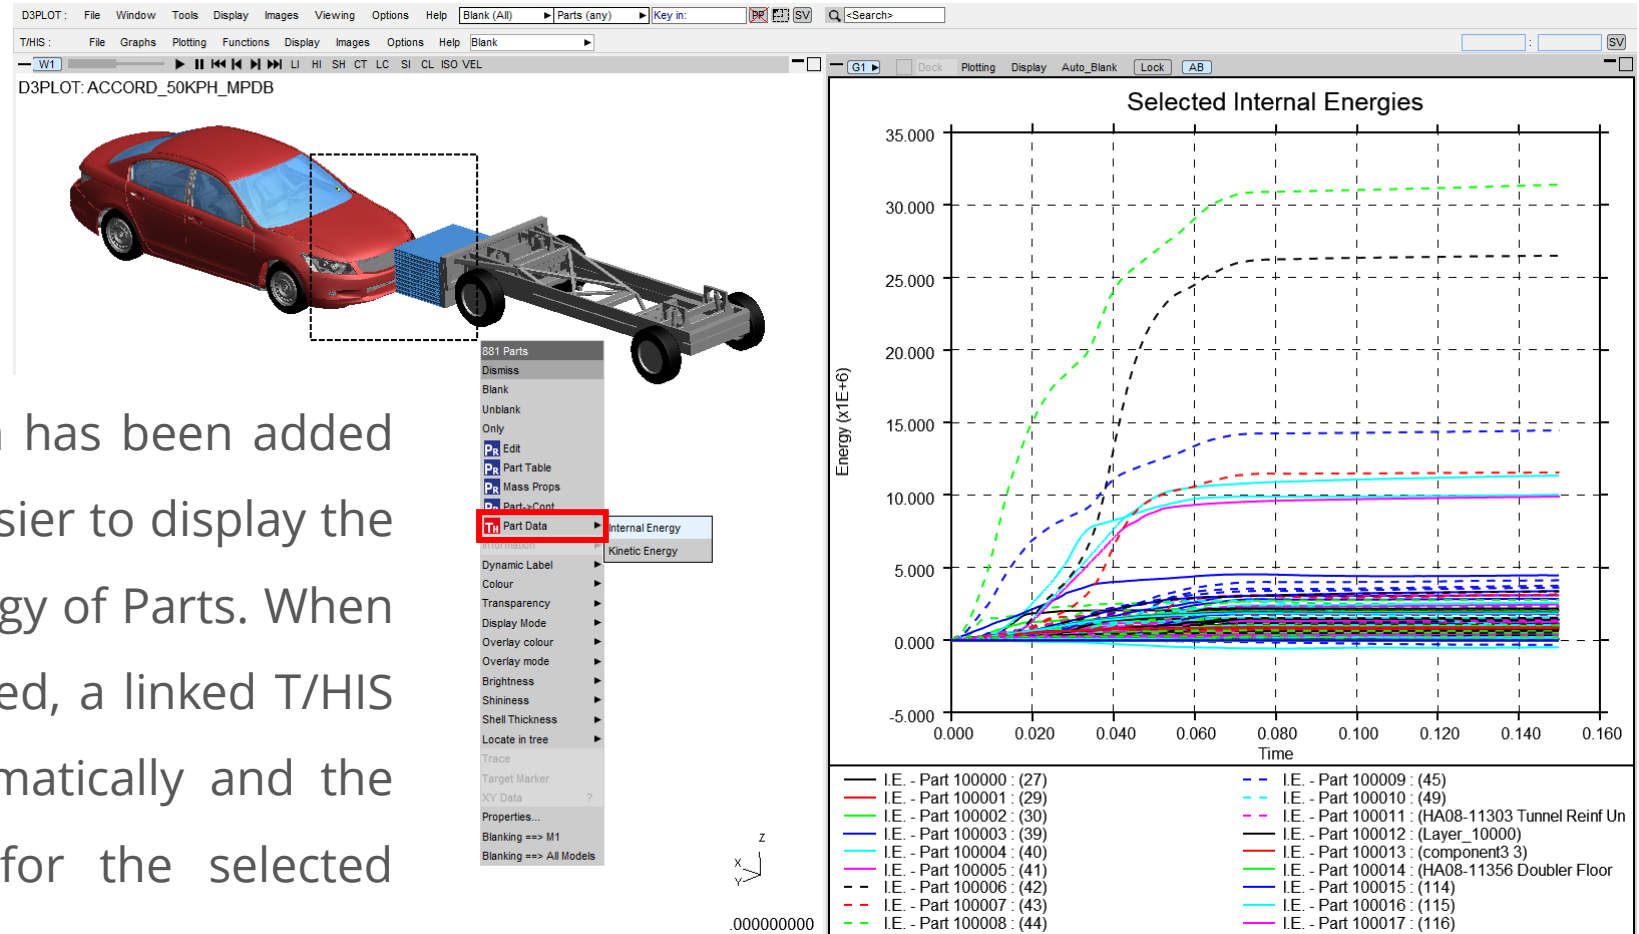 D3PLOT : File Window Tools Display Images Viewing Options Help Blank (All) Parts (any) Key in: PP SV <Search>
T/HIS : File Graphs Plotting Functions Display Images Options Help Blank : SV
W1 LI HI SH CT LC SI CL ISO VEL
G1 Dock Plotting Display Auto_Blank Lock AB
D3PLOT: ACCORD_50KPH_MPDB
881 Parts
Dismiss
Blank
Unblank
Only
PR Edit
PR Part Table
PR Mass Props
PR Part->Cont
TH Part Data
Internal Energy
Kinetic Energy
Information
Dynamic Label
Colour
Transparency
Display Mode
Overlay colour
Overlay mode
Brightness
Shininess
Shell Thickness
Locate in tree
Trace
Target Marker
XY Data ?
Properties...
Blanking ==> M1
Blanking ==> All Models
has been added
sier to display the
gy of Parts. When
ed, a linked T/HIS
matically and the
for the selected
Z
X
Y
.000000000
Selected Internal Energies
35.000
30.000
25.000
20.000
15.000
10.000
5.000
0.000
-5.000
Energy (x1E+6)
0.000 0.020 0.040 0.060 0.080 0.100 0.120 0.140 0.160
Time
I.E. - Part 100000 : (27)
I.E. - Part 100001 : (29)
I.E. - Part 100002 : (30)
I.E. - Part 100003 : (39)
I.E. - Part 100004 : (40)
I.E. - Part 100005 : (41)
I.E. - Part 100006 : (42)
I.E. - Part 100007 : (43)
I.E. - Part 100008 : (44)
I.E. - Part 100009 : (45)
I.E. - Part 100010 : (49)
I.E. - Part 100011 : (HA08-11303 Tunnel Reinf Un
I.E. - Part 100012 : (Layer_10000)
I.E. - Part 100013 : (component3 3)
I.E. - Part 100014 : (HA08-11356 Doubler Floor
I.E. - Part 100015 : (114)
I.E. - Part 100016 : (115)
I.E. - Part 100017 : (116)